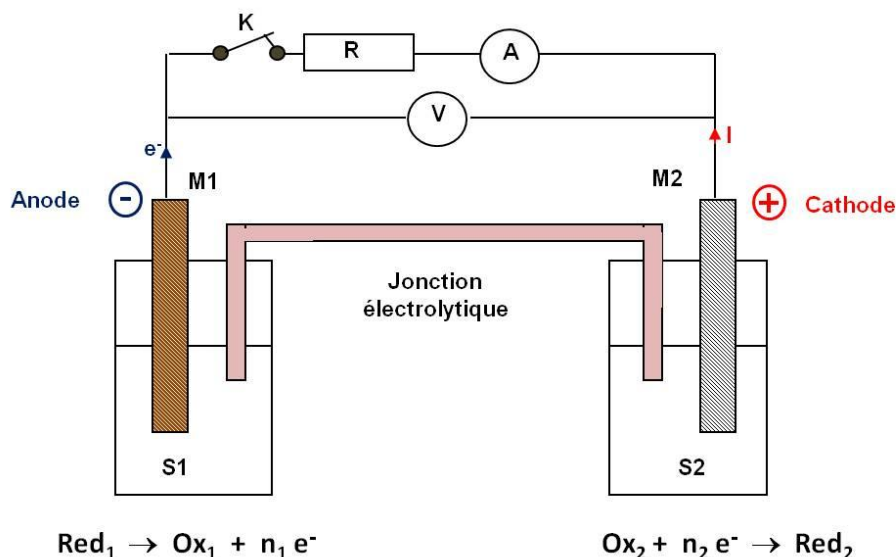 K
R
A
V
e-
I
M1
M2
Anode
-
+
Cathode
Jonction
électrolytique
S1
S2
Red₁ → Ox₁ + n₁ e⁻
Ox₂ + n₂ e⁻ → Red₂